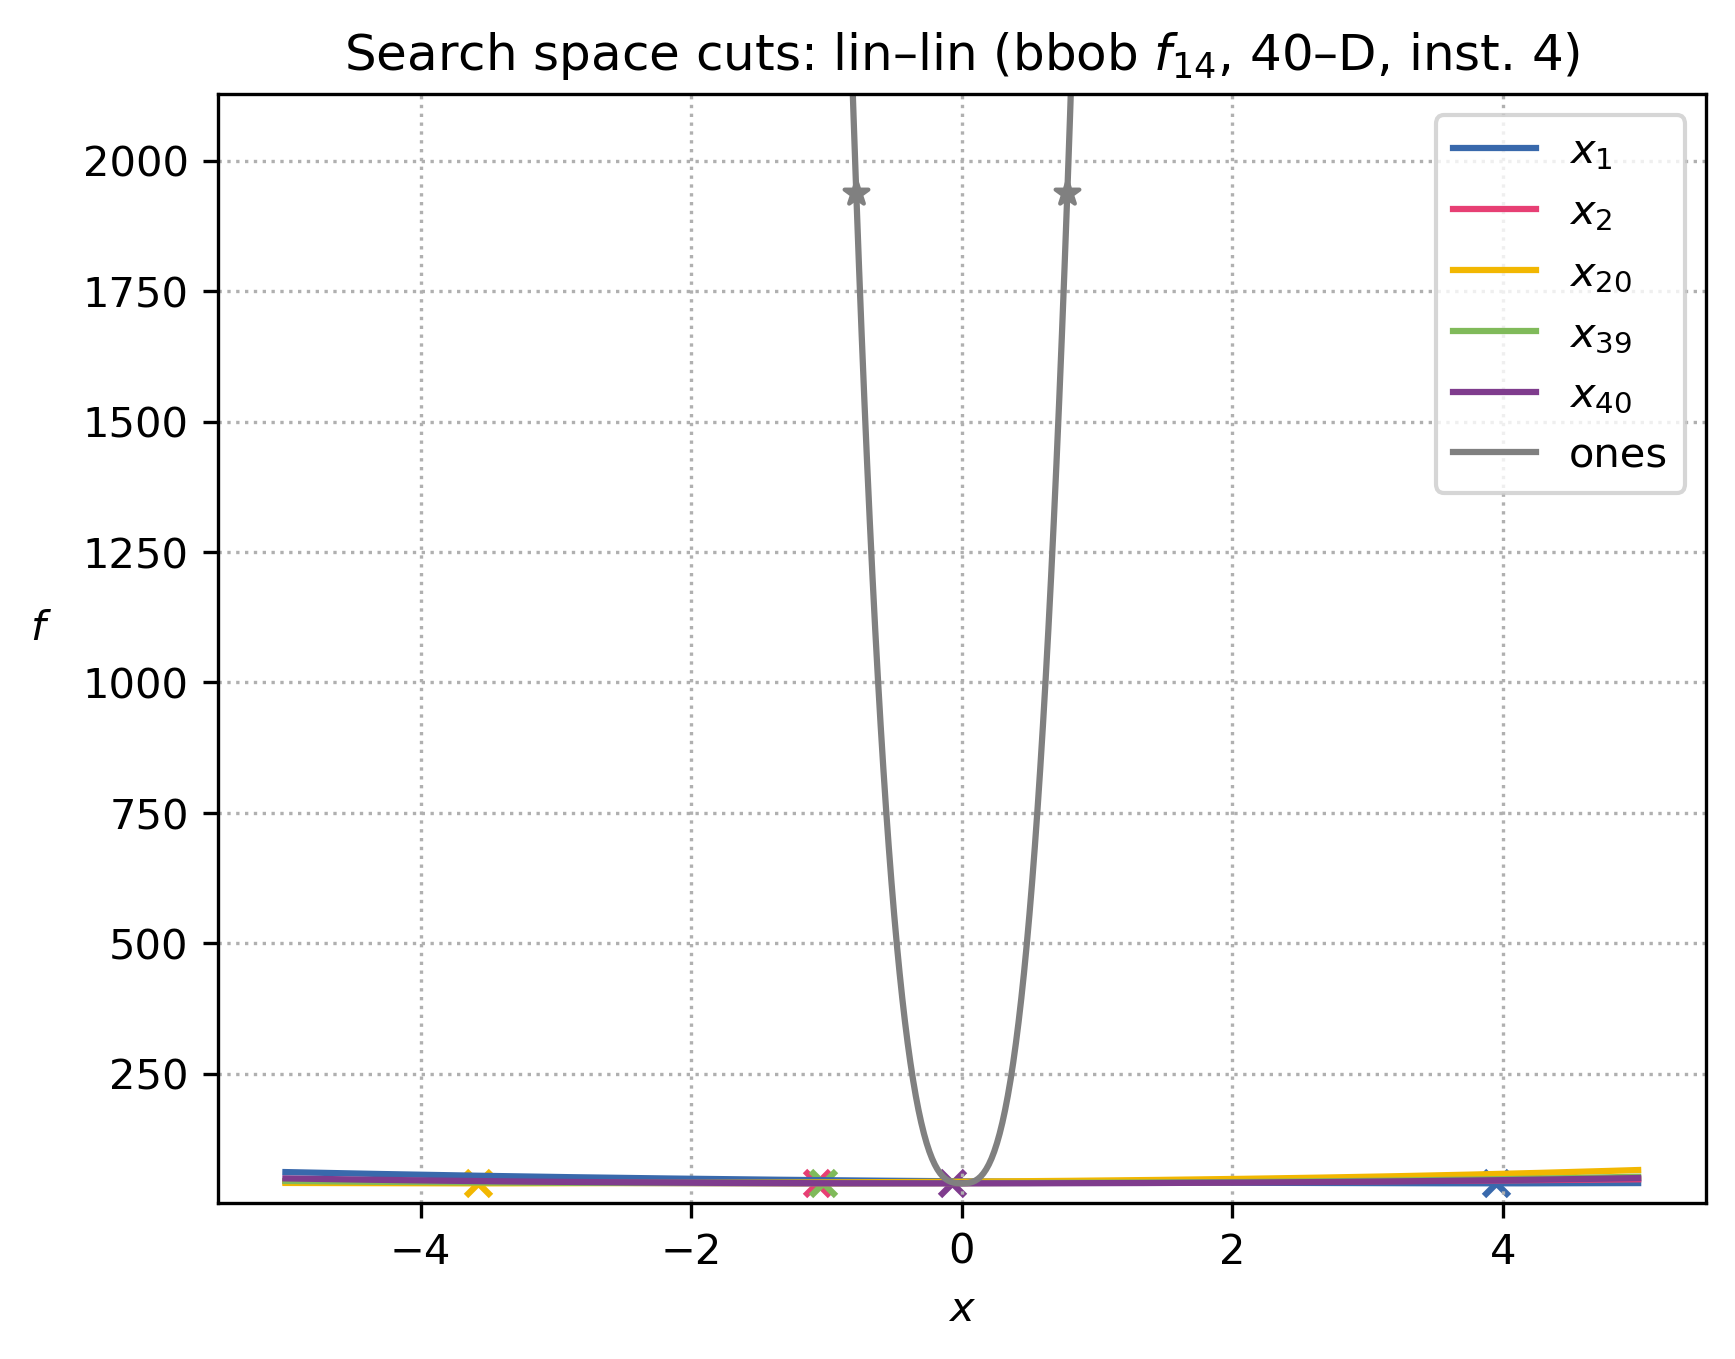 Search space cuts: lin–lin (bbob f₁₄, 40–D, inst. 4)
2000
1750
1500
1250
1000
750
500
250
f
−4
−2
0
2
4
x
x₁
x₂
x₂₀
x₃₉
x₄₀
ones